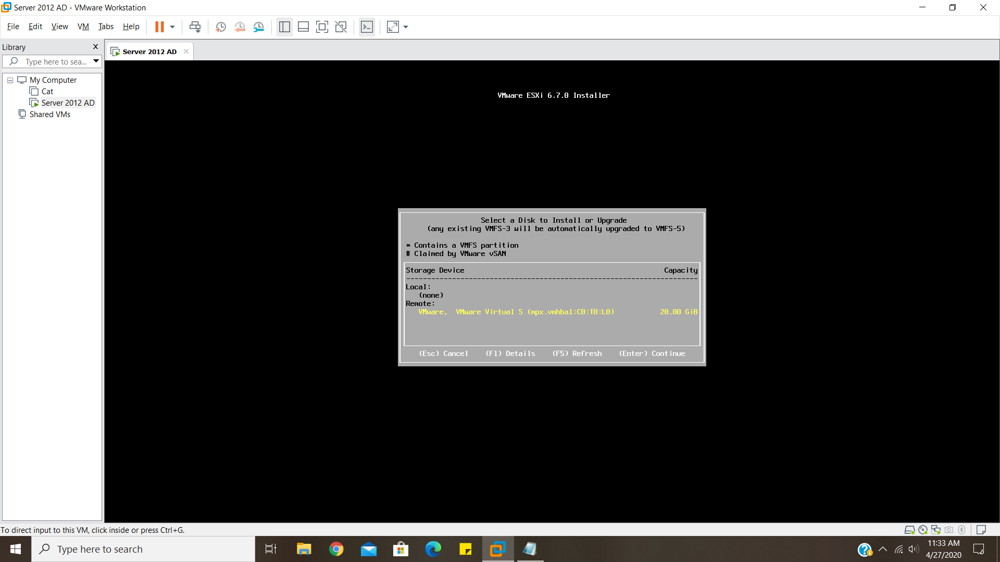 Server 2012 AD - VMware Workstation
File Edit View VM Tabs Help
Library
Server 2012 AD
Type here to sea...
My Computer
Cat
Server 2012 AD
Shared VMs
VMware ESXi 6.7.0 Installer
Select a Disk to Install or Upgrade
(any existing VMFS-3 will be automatically upgraded to VMFS-5)
* Contains a VMFS partition
# Claimed by VMware vSAN
Storage Device Capacity
--------------------------------------------------------------------
Local:
(none)
Remote:
VMware, VMware Virtual S (mpx.vmhba1:C0:T0:L0) 20.00 GiB
(Esc) Cancel (F1) Details (F5) Refresh (Enter) Continue
To direct input to this VM, click inside or press Ctrl+G.
Type here to search
11:33 AM
4/27/2020